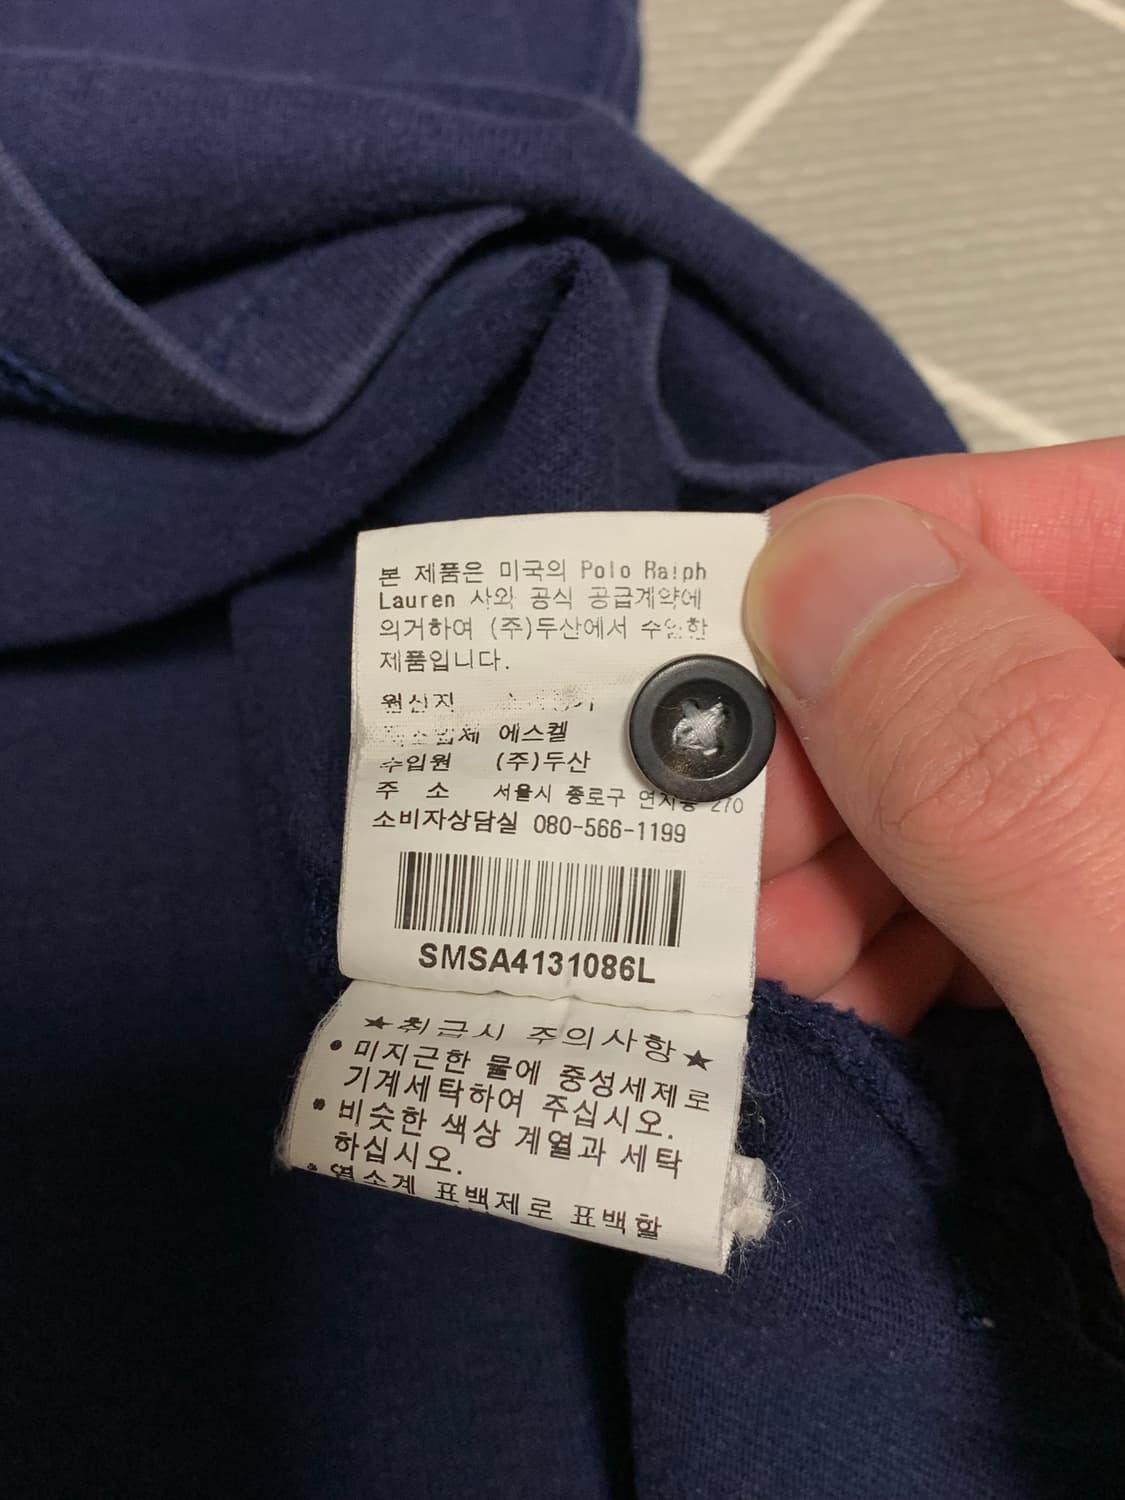 본 제품은 미국의 Polo Ralph
Lauren 사와 공식 공급계약에
의거하여 (주)두산에서 수입한
제품입니다.
원산지
에스켈
수입원 (주)두산
주 소 서울시 종로구 연지동 270
소비자상담실 080-566-1199
SMSA4131086L
★취급시 주의사항★
• 미지근한 물에 중성세제로
기계세탁하여 주십시오.
• 비슷한 색상 계열과 세탁
하십시오.
• 염소계 표백제로 표백할